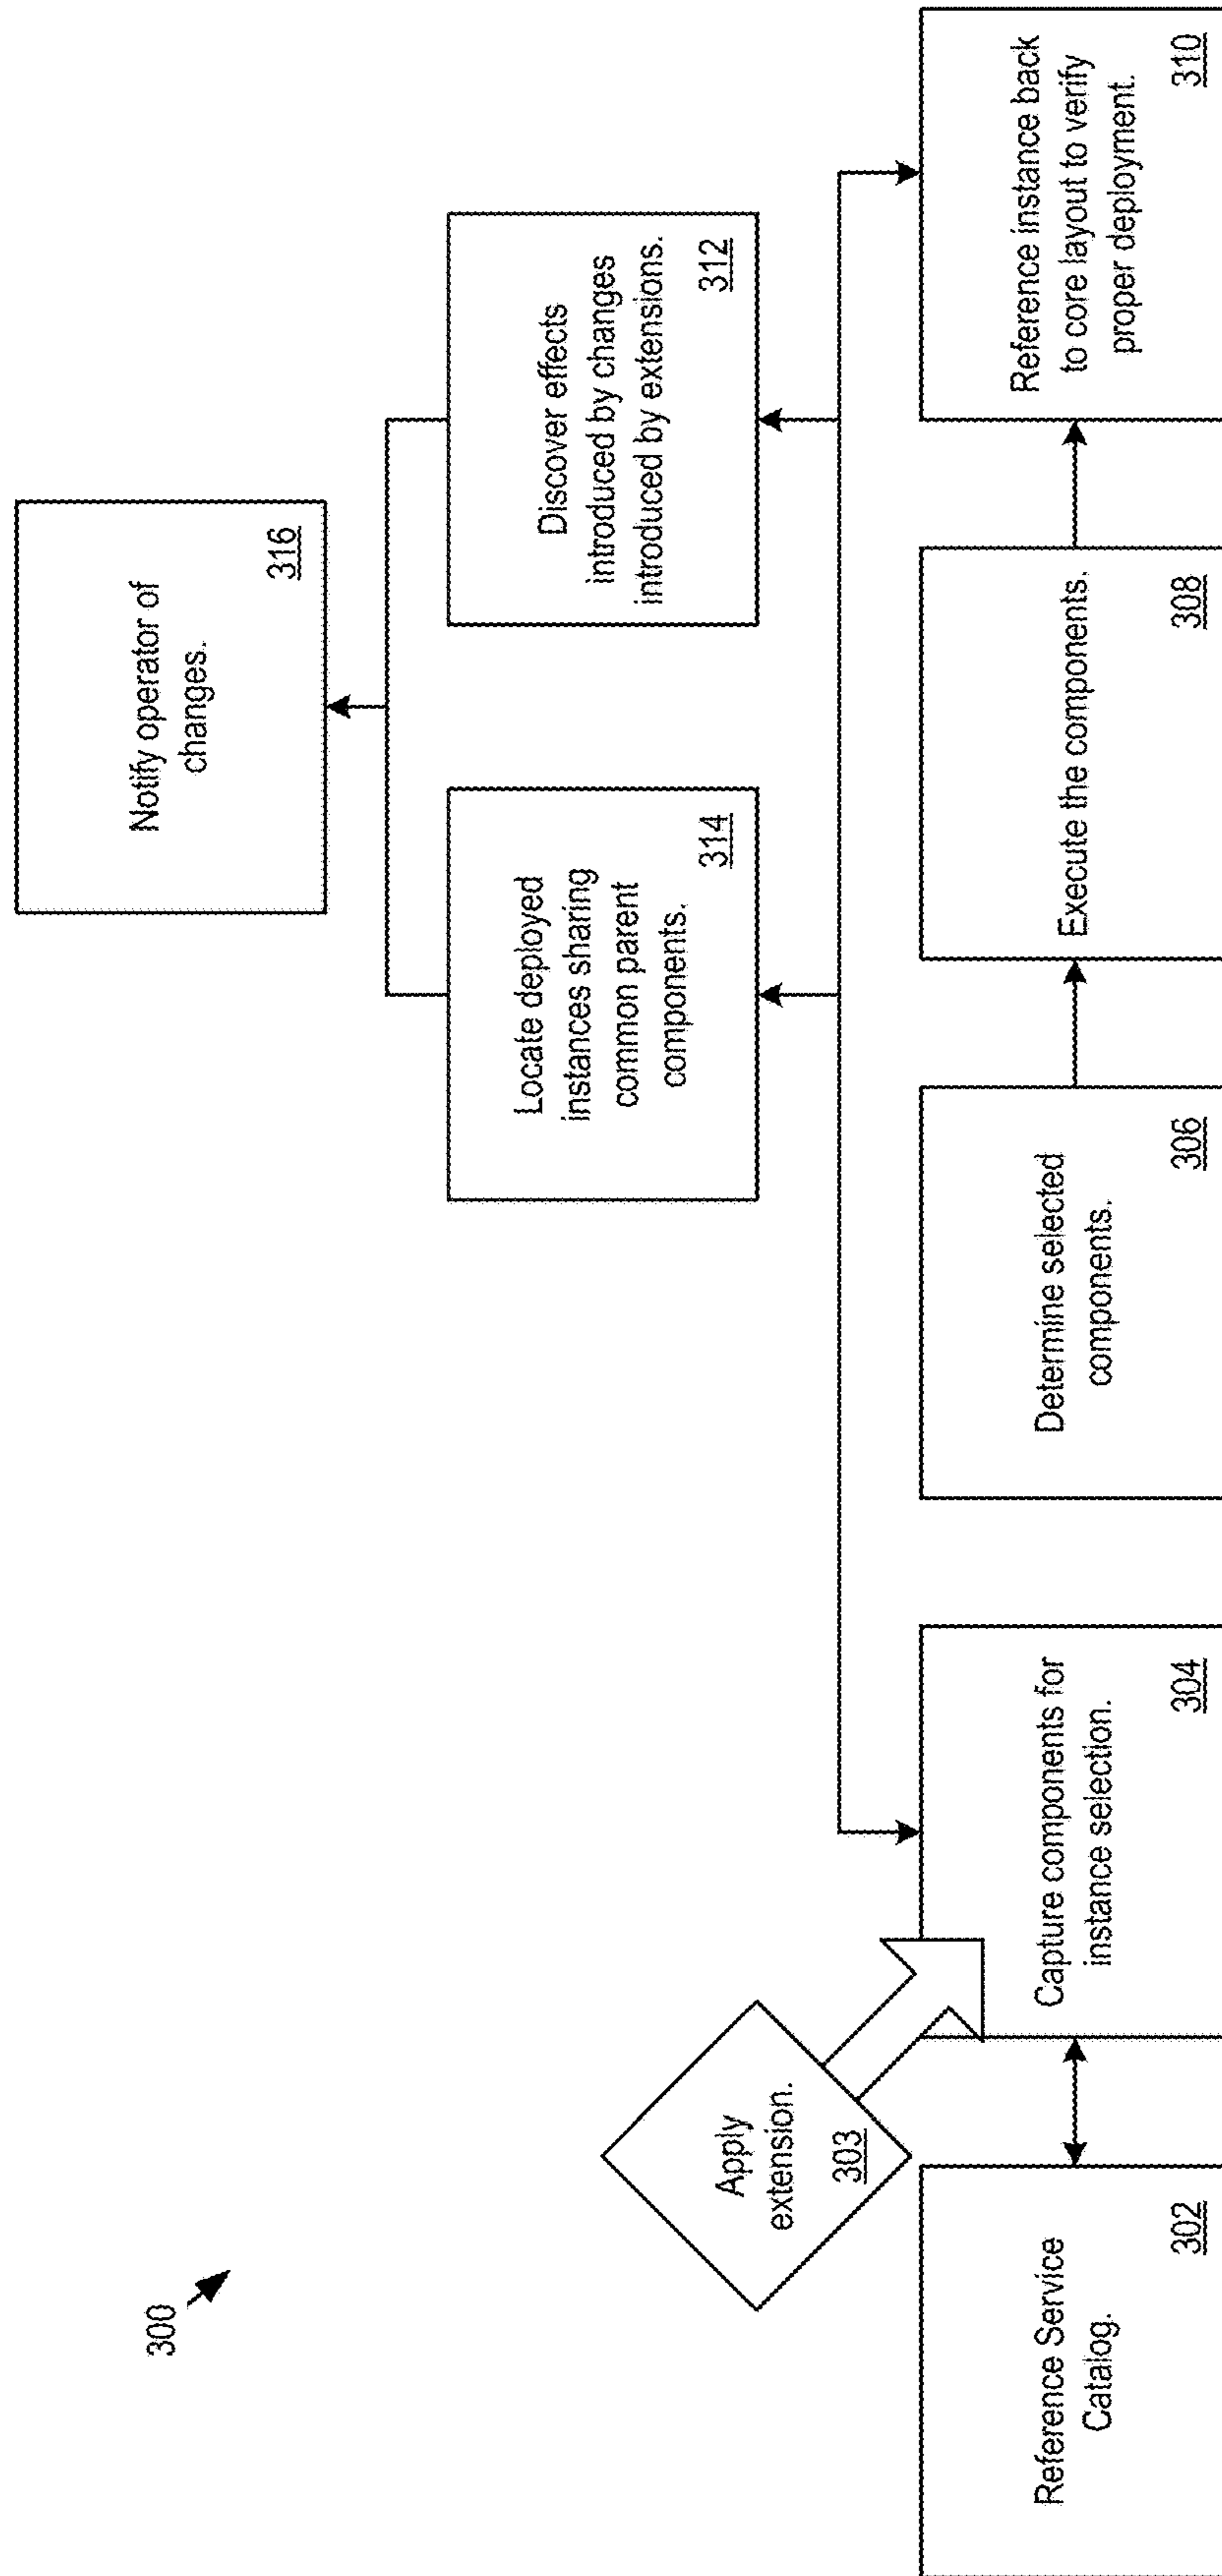 300
Notify operator of
changes.
316
Locate deployed
instances sharing
common parent
components.
314
Discover effects
introduced by changes
introduced by extensions.
312
Apply
extension.
303
Reference Service
Catalog.
302
Capture components for
instance selection.
304
Determine selected
components.
306
Execute the components.
308
Reference instance back
to core layout to verify
proper deployment.
310